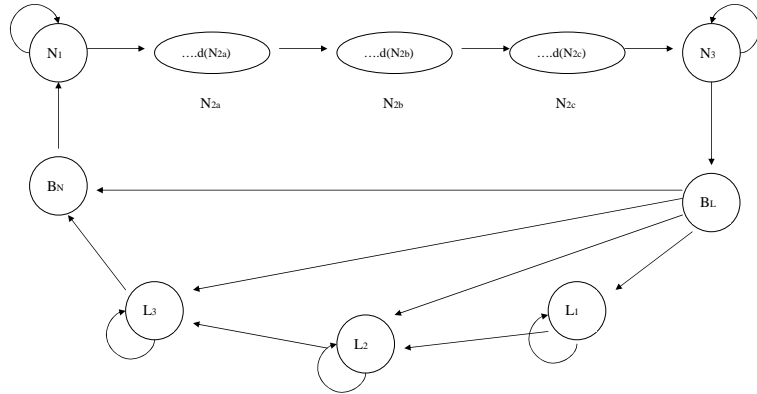 N1
….d(N2a)
….d(N2b)
….d(N2c)
N3
N2a
N2b
N2c
BN
BL
L3
L2
L1